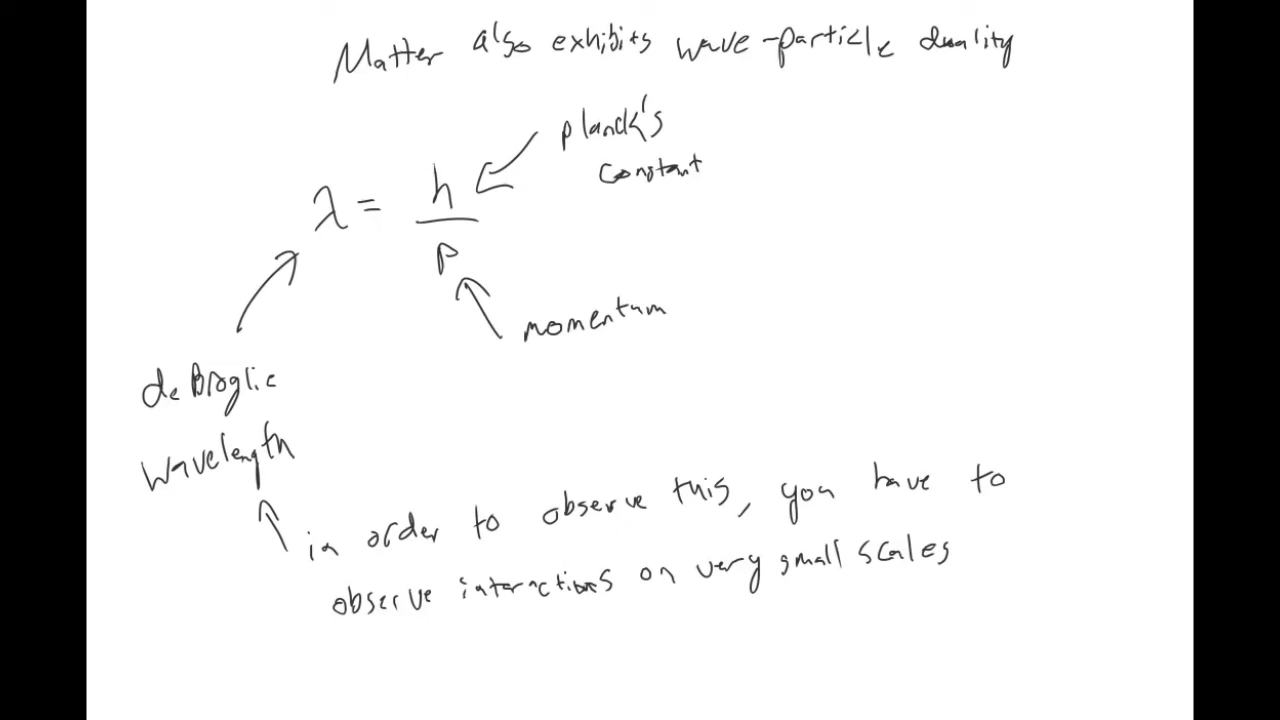 Matter also exhibits wave-particle duality
planck's
constant
λ = h
p
momentum
deBroglie
wavelength
in order to observe this, you have to
observe interactions on very small scales